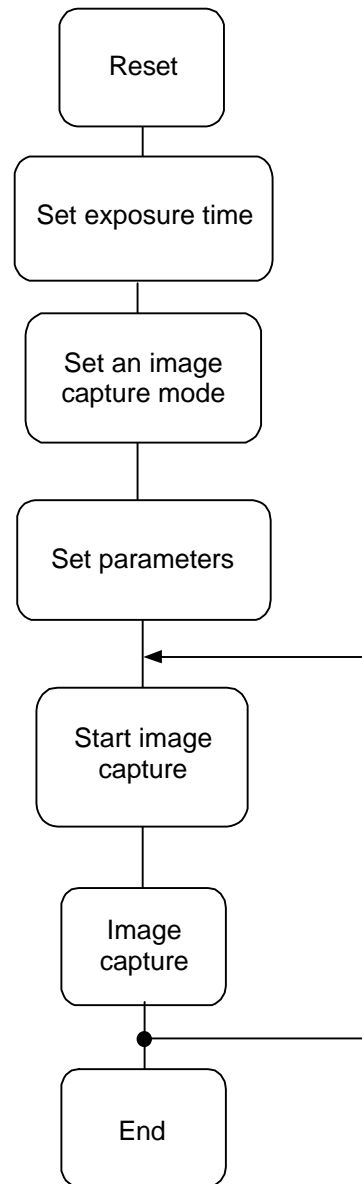 Reset
Set exposure time
Set an image
capture mode
Set parameters
Start image
capture
Image
capture
End